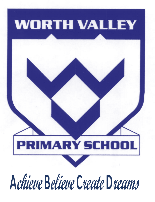 WORTH VALLEY
PRIMARY SCHOOL
Achieve Believe Create Dreams